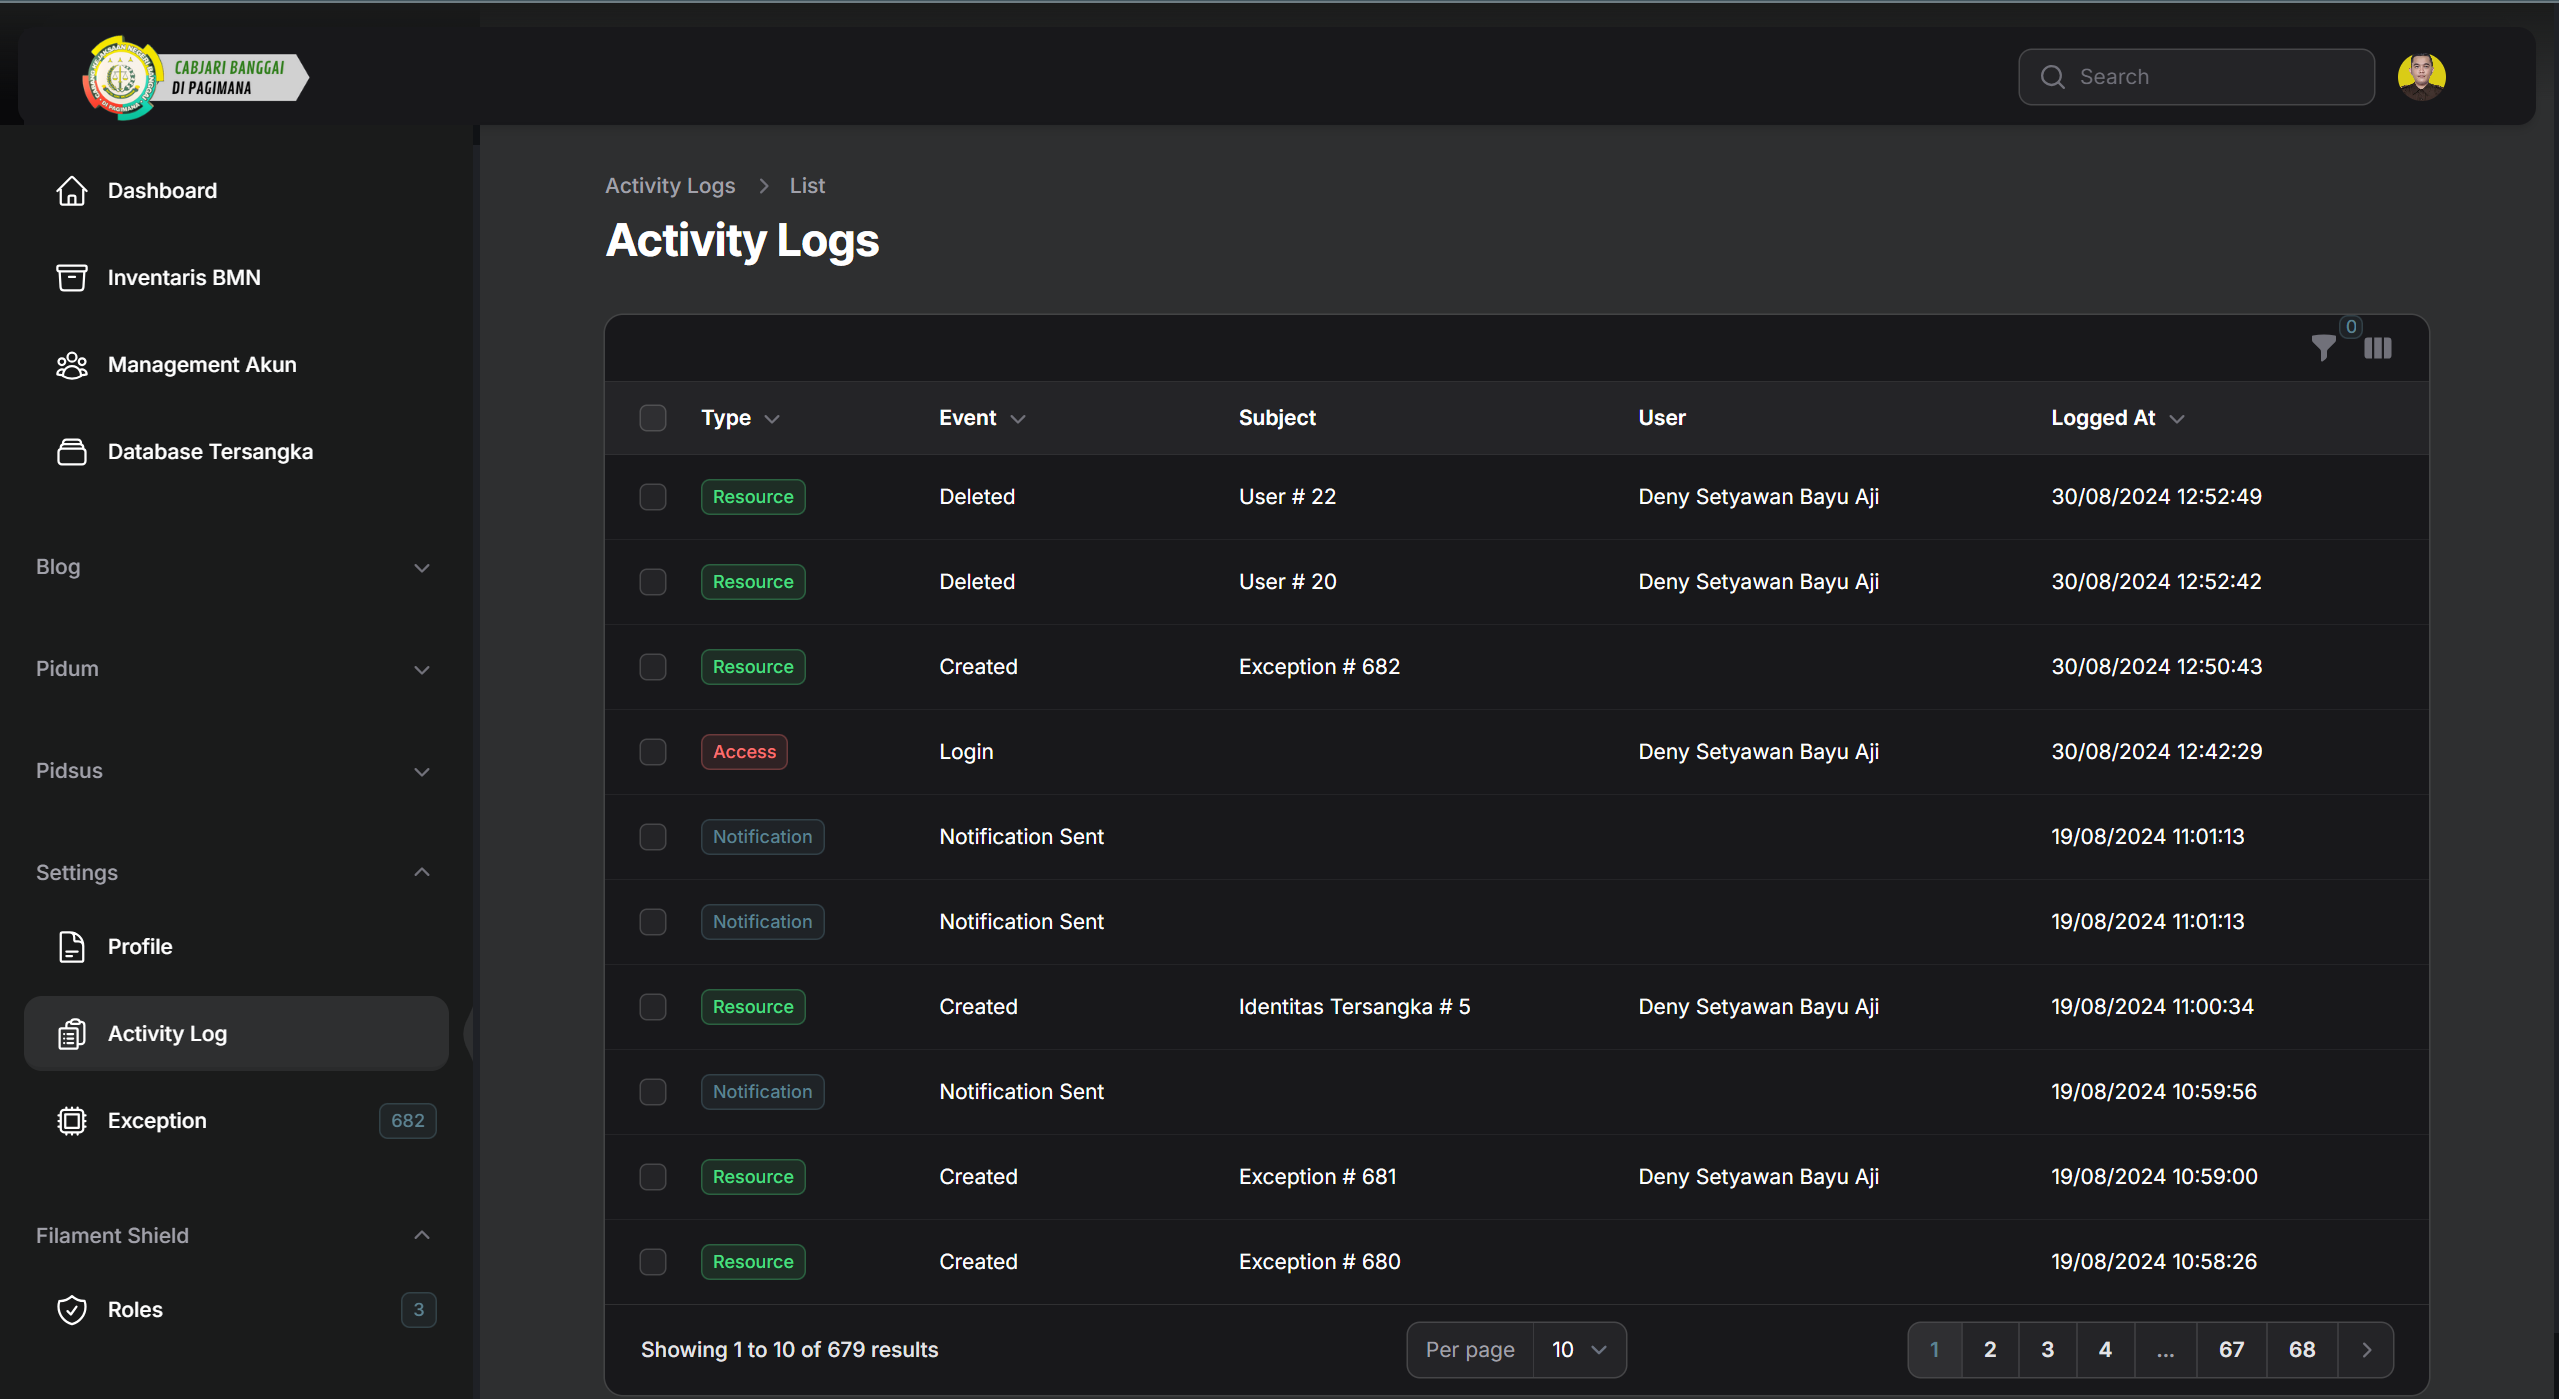 CABJARI BANGGAI
DI PAGIMANA
Search
Dashboard
Inventaris BMN
Management Akun
Database Tersangka
Blog
Pidum
Pidsus
Settings
Profile
Activity Log
Exception 682
Filament Shield
Roles 3
Activity Logs > List
Activity Logs
0
Type Event Subject User Logged At
Resource Deleted User # 22 Deny Setyawan Bayu Aji 30/08/2024 12:52:49
Resource Deleted User # 20 Deny Setyawan Bayu Aji 30/08/2024 12:52:42
Resource Created Exception # 682 30/08/2024 12:50:43
Access Login Deny Setyawan Bayu Aji 30/08/2024 12:42:29
Notification Notification Sent 19/08/2024 11:01:13
Notification Notification Sent 19/08/2024 11:01:13
Resource Created Identitas Tersangka # 5 Deny Setyawan Bayu Aji 19/08/2024 11:00:34
Notification Notification Sent 19/08/2024 10:59:56
Resource Created Exception # 681 Deny Setyawan Bayu Aji 19/08/2024 10:59:00
Resource Created Exception # 680 19/08/2024 10:58:26
Showing 1 to 10 of 679 results Per page 10 1 2 3 4 ... 67 68